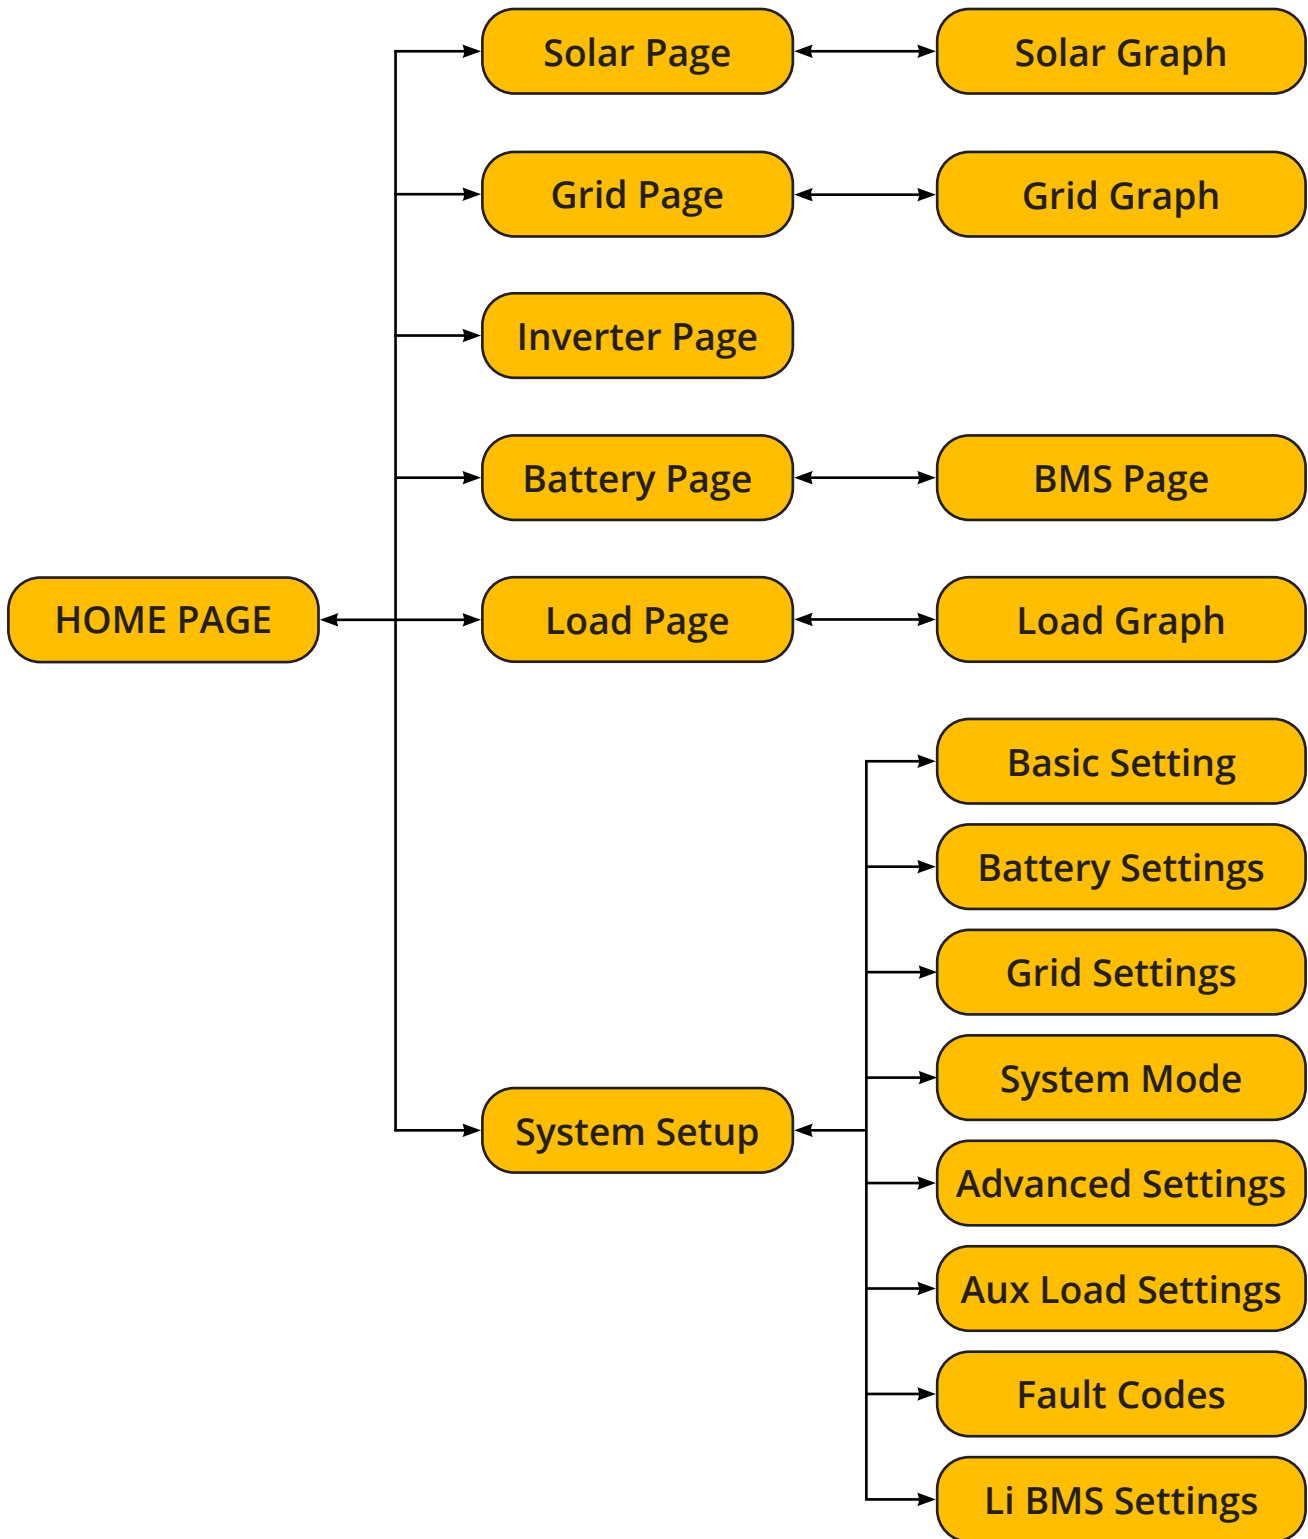 Solar Page
Solar Graph
Grid Page
Grid Graph
Inverter Page
Battery Page
BMS Page
HOME PAGE
Load Page
Load Graph
Basic Setting
Battery Settings
Grid Settings
System Mode
System Setup
Advanced Settings
Aux Load Settings
Fault Codes
Li BMS Settings